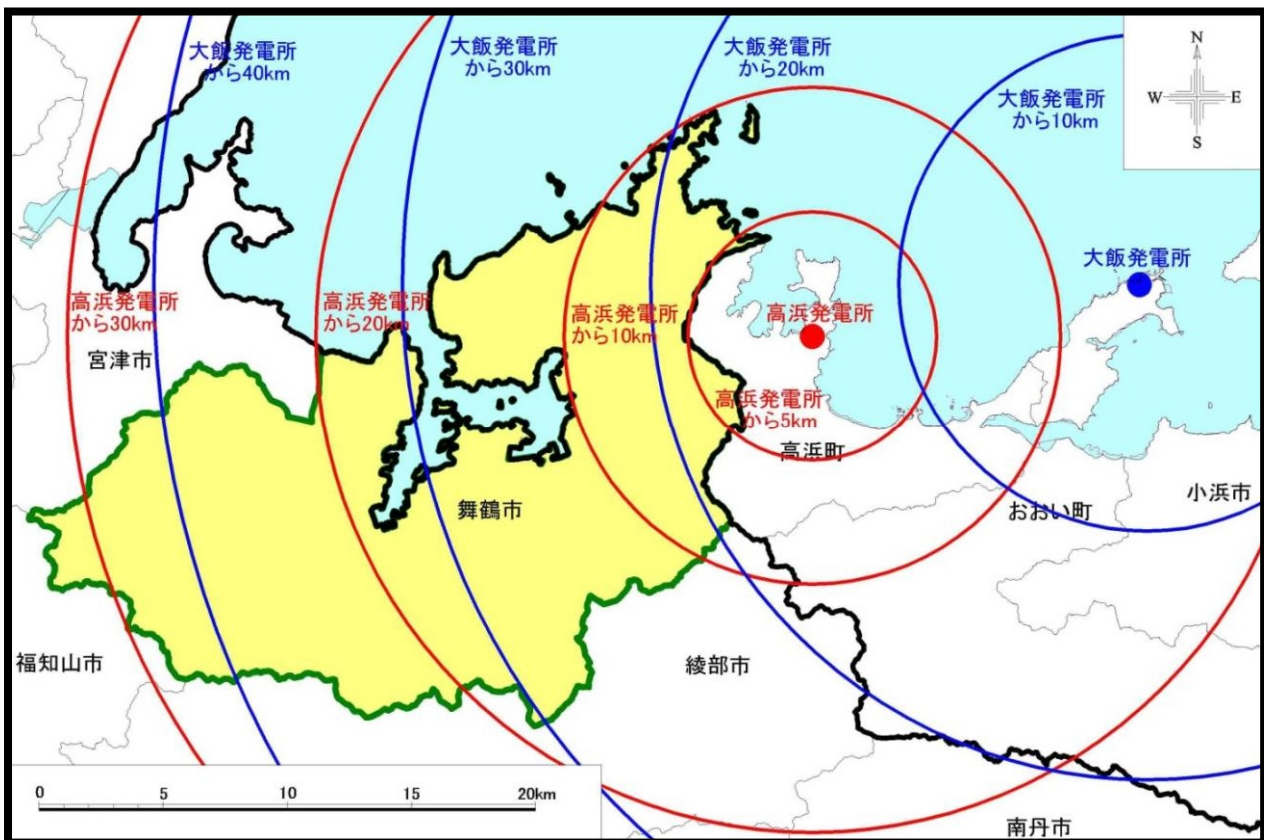 大飯発電所
から40km
大飯発電所
から30km
大飯発電所
から20km
大飯発電所
から10km
N
W
E
S
大飯発電所
高浜発電所
から30km
高浜発電所
から20km
高浜発電所
から10km
高浜発電所
宮津市
高浜発電所
から5km
高浜町
舞鶴市
おおい町
小浜市
福知山市
綾部市
0
5
10
15
20km
南丹市